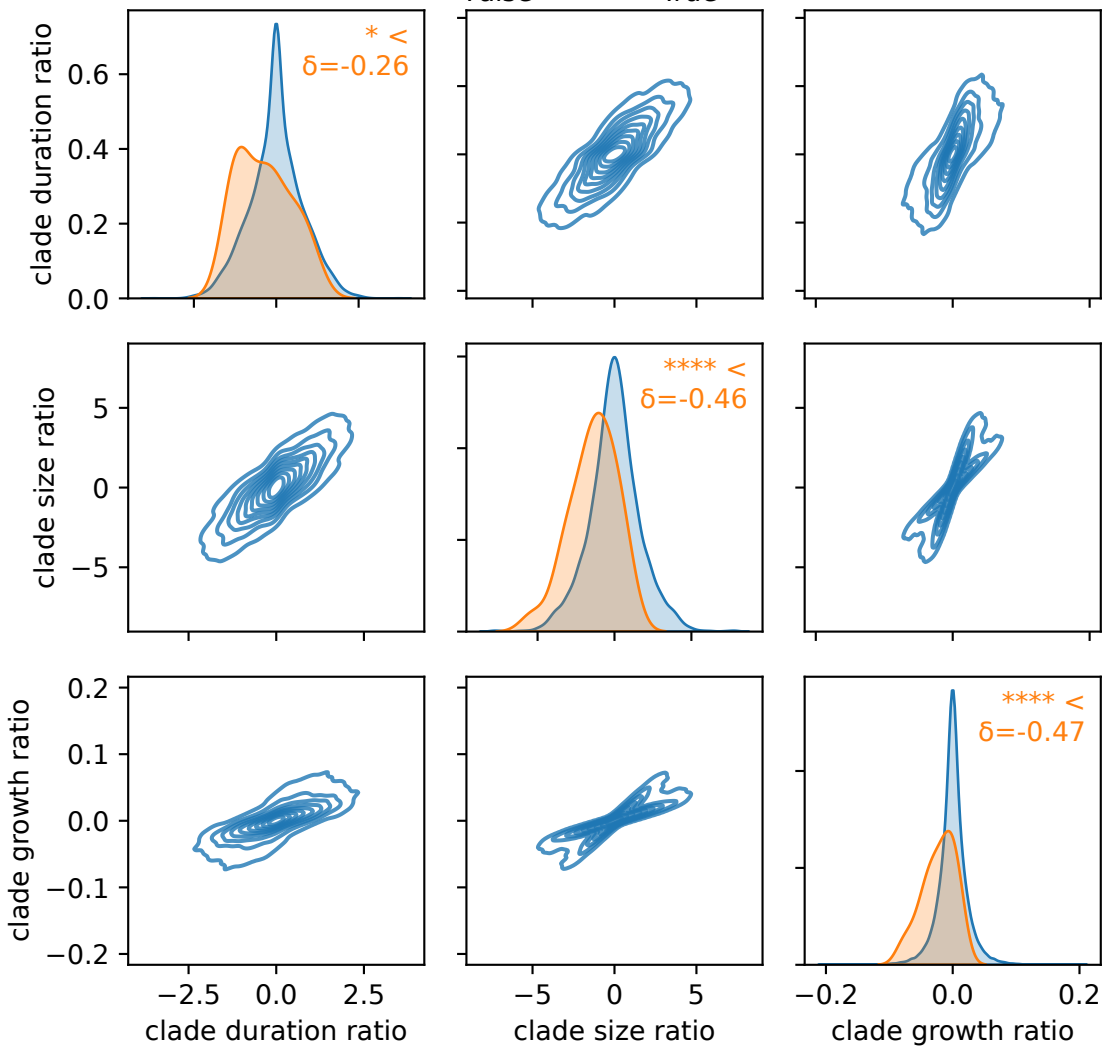 clade duration ratio
0.6
0.4
0.2
0.0
* <
δ=-0.26
clade size ratio
5
0
−5
**** <
δ=-0.46
clade growth ratio
0.2
0.1
0.0
−0.1
−0.2
**** <
δ=-0.47
−2.5 0.0 2.5
−5 0 5
−0.2 0.0 0.2
clade duration ratio
clade size ratio
clade growth ratio